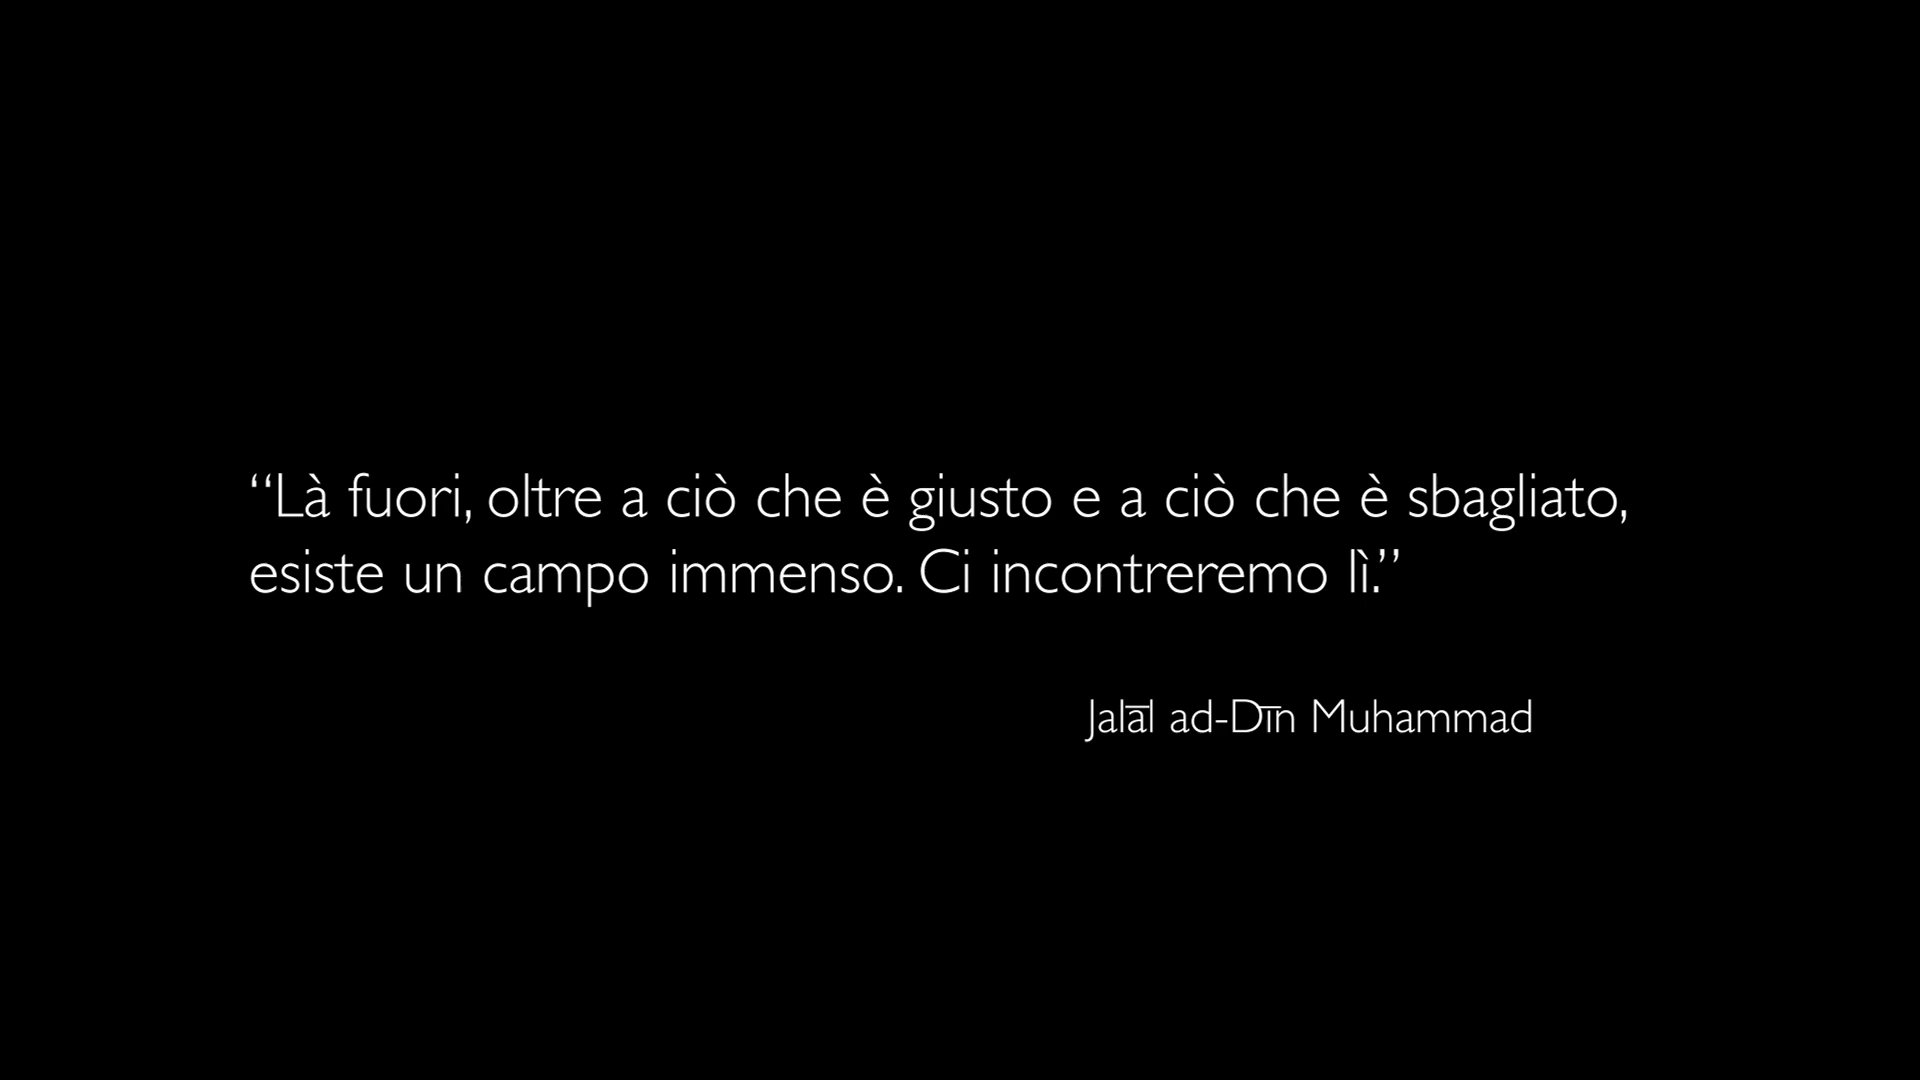 “Là fuori, oltre a ciò che è giusto e a ciò che è sbagliato,
esiste un campo immenso. Ci incontreremo lì.”
Jalāl ad-Dīn Muhammad